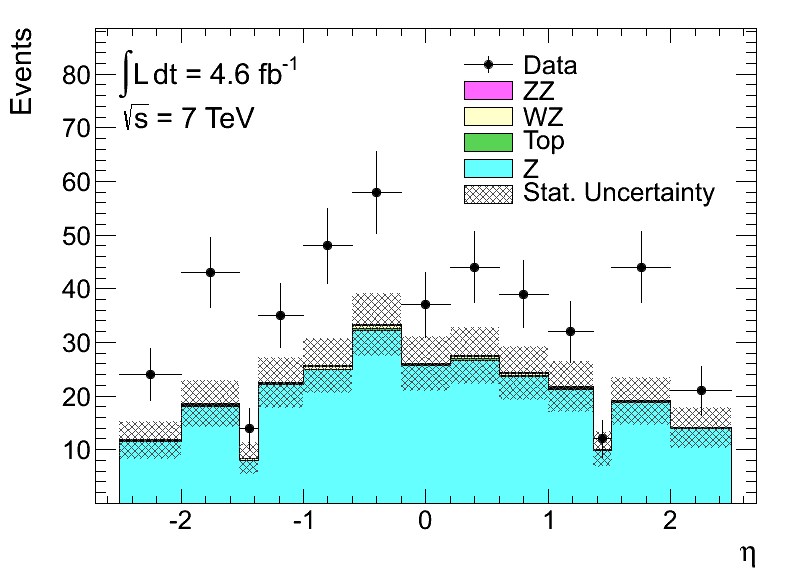 Events
∫L dt = 4.6 fb⁻¹
√s = 7 TeV
Data
ZZ
WZ
Top
Z
Stat. Uncertainty
80
70
60
50
40
30
20
10
-2 -1 0 1 2
η